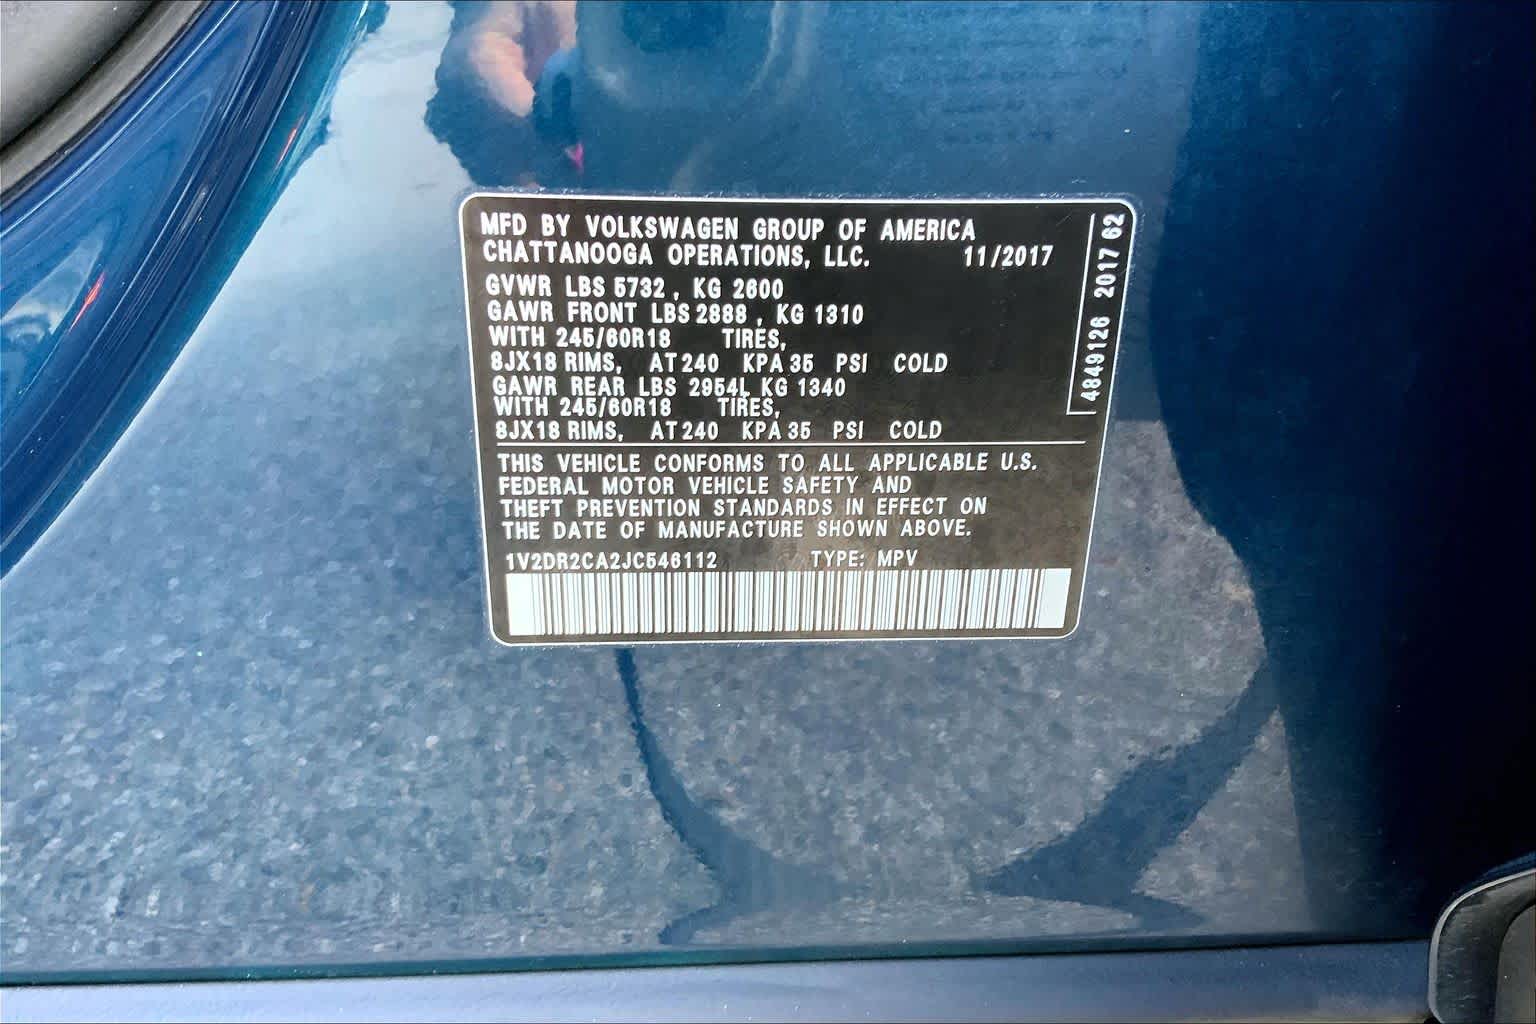 MFD BY VOLKSWAGEN GROUP OF AMERICA
CHATTANOOGA OPERATIONS, LLC. 11/2017
GVWR LBS 5732 , KG 2600
GAWR FRONT LBS 2888 , KG 1310
WITH 245/60R18 TIRES,
8JX18 RIMS, AT 240 KPA 35 PSI COLD
GAWR REAR LBS 2954L KG 1340
WITH 245/60R18 TIRES,
8JX18 RIMS, AT 240 KPA 35 PSI COLD
THIS VEHICLE CONFORMS TO ALL APPLICABLE U.S.
FEDERAL MOTOR VEHICLE SAFETY AND
THEFT PREVENTION STANDARDS IN EFFECT ON
THE DATE OF MANUFACTURE SHOWN ABOVE.
1V2DR2CA2JC546112 TYPE: MPV
4849126 2017 62